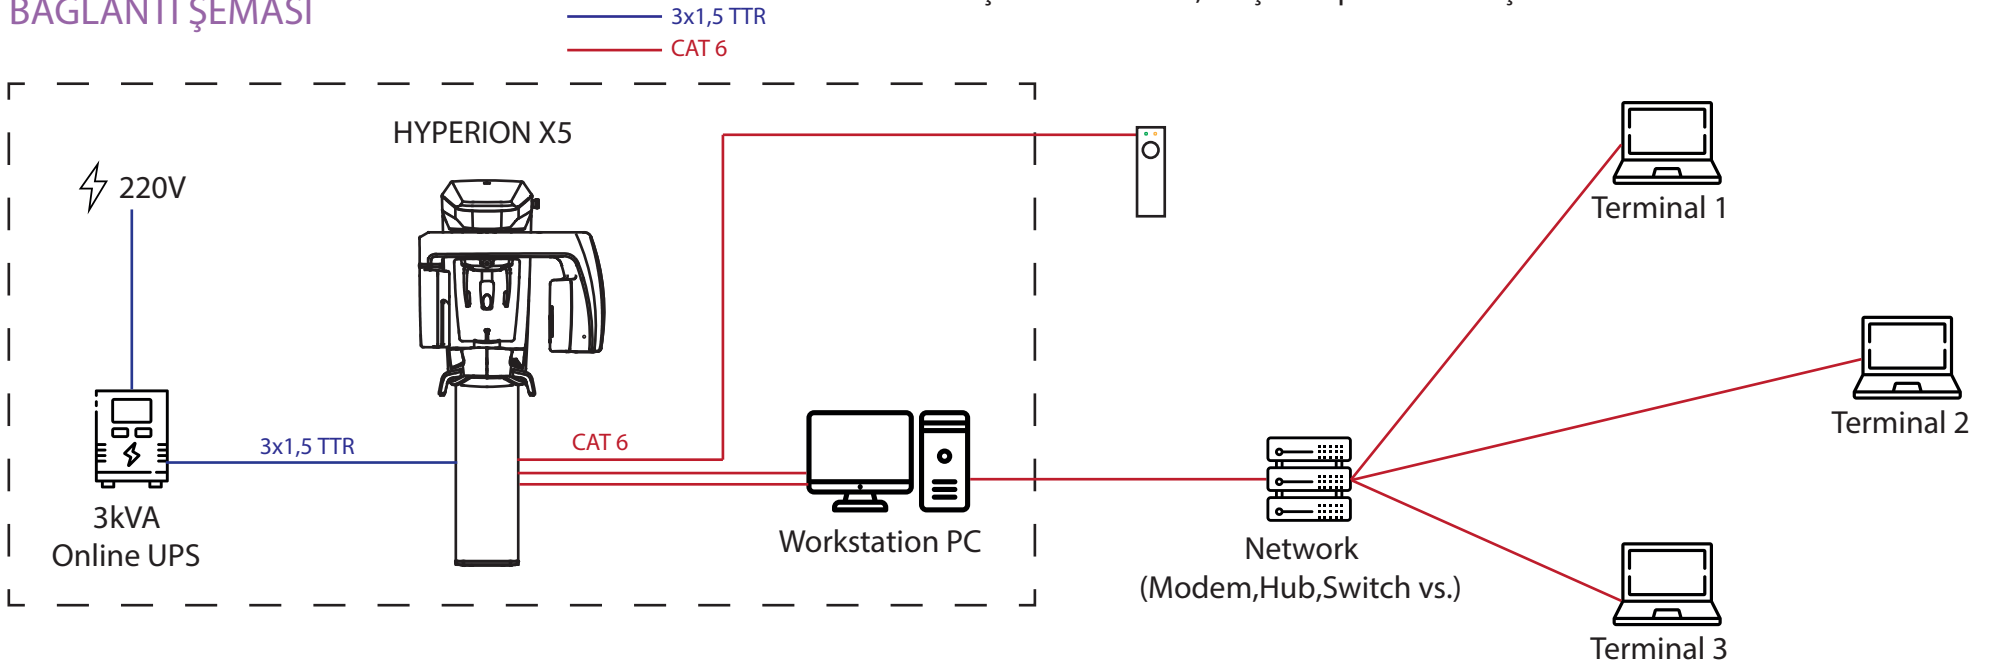 BAĞLANTI ŞEMASI
3x1,5 TTR
CAT 6
HYPERION X5
220V
Terminal 1
Terminal 2
3x1,5 TTR
CAT 6
3kVA
Online UPS
Workstation PC
Network
(Modem,Hub,Switch vs.)
Terminal 3